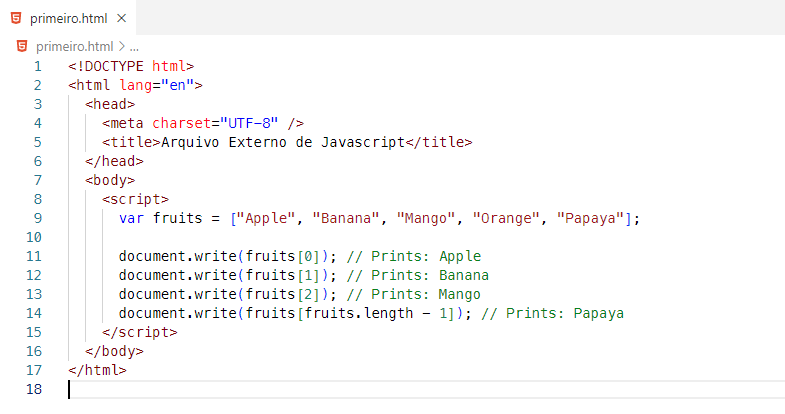 primeiro.html ×
primeiro.html > ...
1 <!DOCTYPE html>
2 <html lang="en">
3   <head>
4     <meta charset="UTF-8" />
5     <title>Arquivo Externo de Javascript</title>
6   </head>
7   <body>
8     <script>
9       var fruits = ["Apple", "Banana", "Mango", "Orange", "Papaya"];
10
11       document.write(fruits[0]); // Prints: Apple
12       document.write(fruits[1]); // Prints: Banana
13       document.write(fruits[2]); // Prints: Mango
14       document.write(fruits[fruits.length - 1]); // Prints: Papaya
15     </script>
16   </body>
17 </html>
18